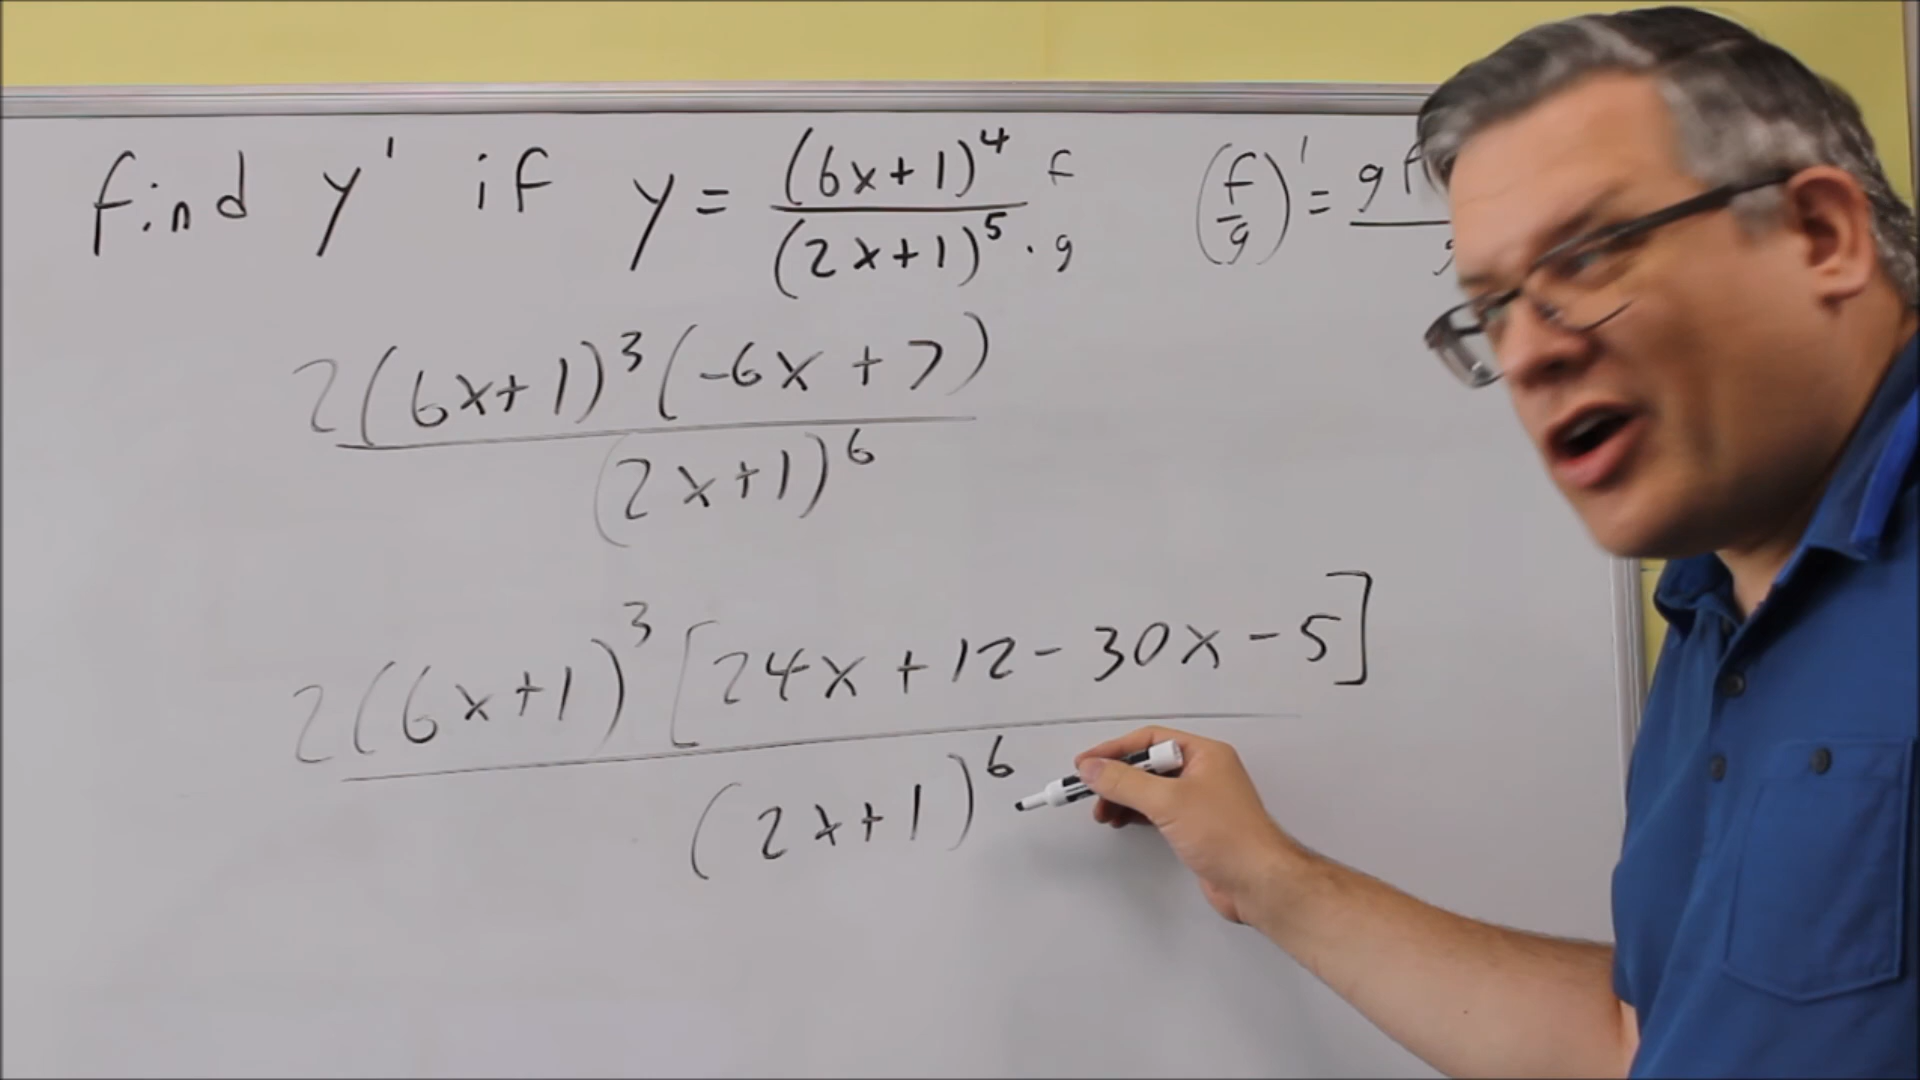 find y' if y = (6x+1)^4 / (2x+1)^5 f · g (f/g)' = g f
2(6x+1)^3(-6x+7) / (2x+1)^6
2(6x+1)^3[24x+12-30x-5] / (2x+1)^6